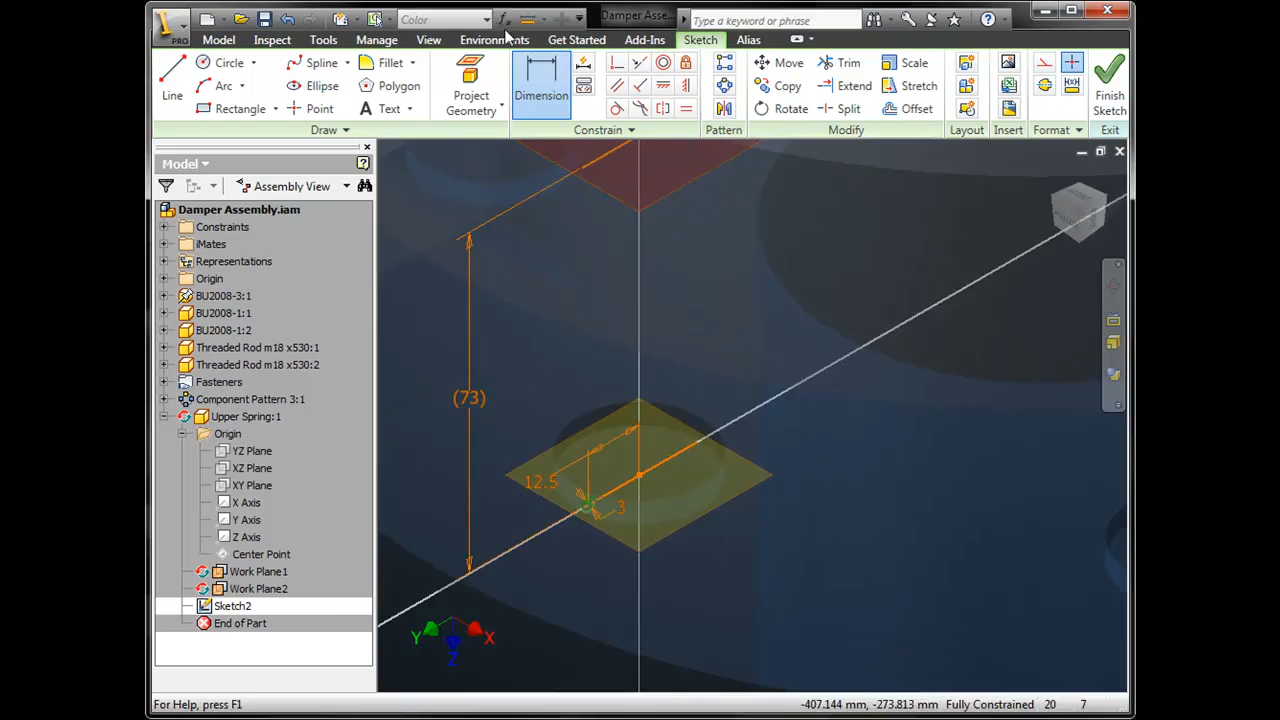 PRO
Color
fx
Damper Asse...
Type a keyword or phrase
Model
Inspect
Tools
Manage
View
Environments
Get Started
Add-Ins
Sketch
Alias
Line
Circle
Arc
Rectangle
Spline
Ellipse
Point
Fillet
Polygon
Text
Project Geometry
Dimension
Move
Copy
Rotate
Trim
Extend
Split
Scale
Stretch
Offset
Finish Sketch
Draw
Constrain
Pattern
Modify
Layout
Insert
Format
Exit
Model
Assembly View
Damper Assembly.iam
Constraints
iMates
Representations
Origin
BU2008-3:1
BU2008-1:1
BU2008-1:2
Threaded Rod m18 x530:1
Threaded Rod m18 x530:2
Fasteners
Component Pattern 3:1
Upper Spring:1
Origin
YZ Plane
XZ Plane
XY Plane
X Axis
Y Axis
Z Axis
Center Point
Work Plane1
Work Plane2
Sketch2
End of Part
(73)
12.5
3
Y
X
Z
For Help, press F1
-407.144 mm, -273.813 mm
Fully Constrained
20
7